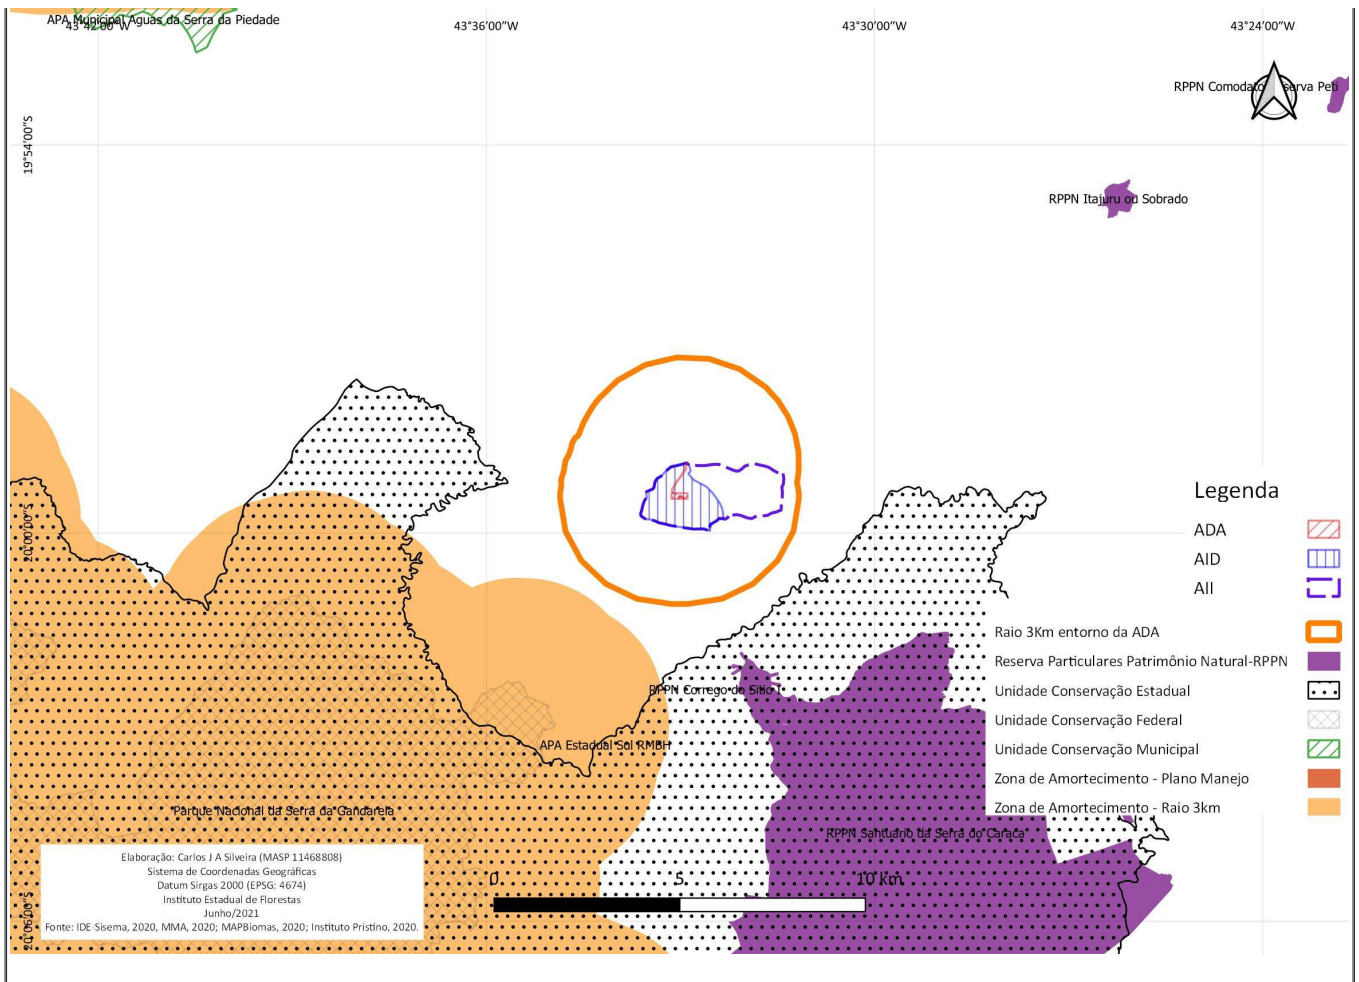 APA Municipal Aguas da Serra da Piedade
43°42'00"W
43°36'00"W
43°30'00"W
43°24'00"W
RPPN Comodato
serva Peti
19°54'00"S
RPPN Itajuru ou Sobrado
20°00'00"S
Legenda
ADA
AID
AII
Raio 3Km entorno da ADA
Reserva Particulares Patrimônio Natural-RPPN
Unidade Conservação Estadual
Unidade Conservação Federal
Unidade Conservação Municipal
Zona de Amortecimento - Plano Manejo
Zona de Amortecimento - Raio 3km
RPPN Corrego do Sitio I
APA Estadual Sul RMBH
Parque Nacional da Serra da Gandarela
RPPN Santuário da Serra do Caraça
Elaboração: Carlos J A Silveira (MASP 11468808)
Sistema de Coordenadas Geográficas
Datum Sirgas 2000 (EPSG: 4674)
Instituto Estadual de Florestas
Junho/2021
Fonte: IDE-Sisema, 2020, MMA, 2020; MAPBiomas, 2020; Instituto Prístino, 2020.
0 5 10 km
20°06'00"S